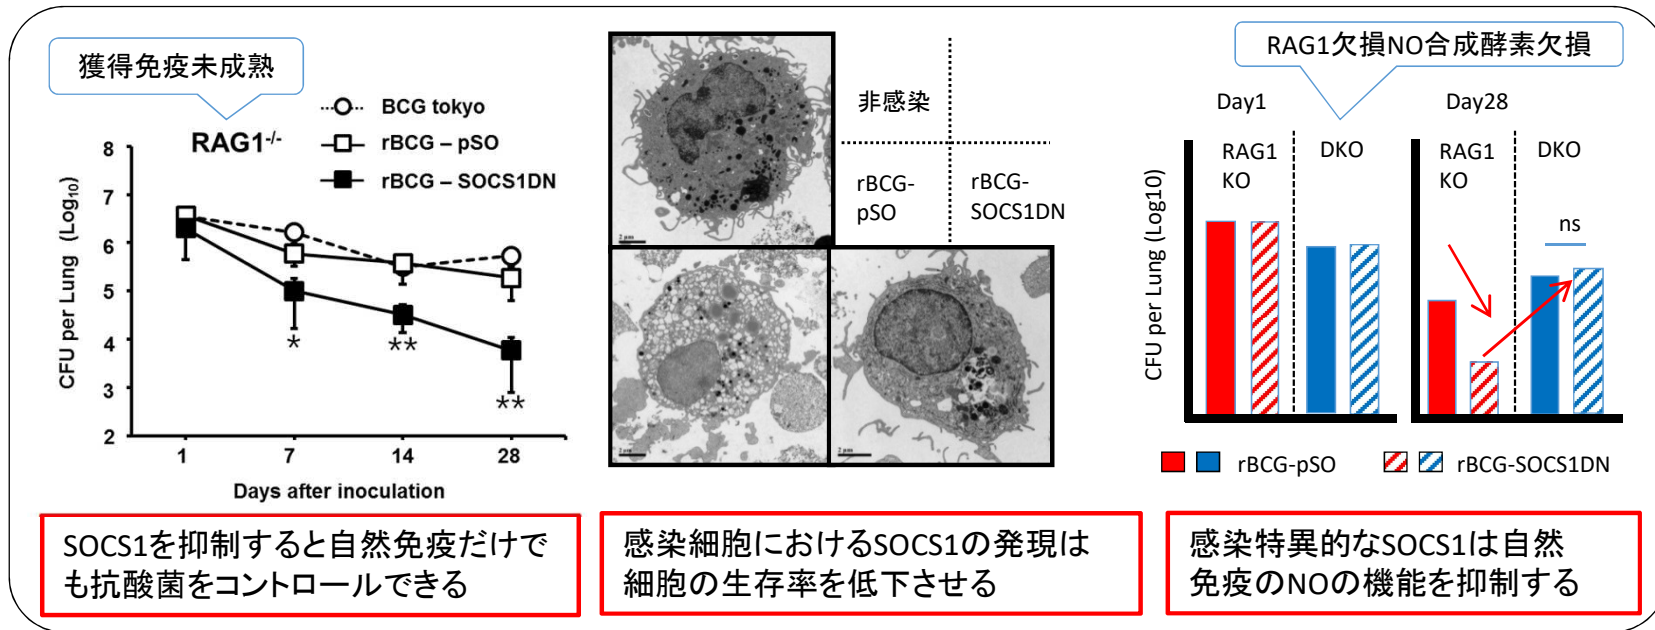 獲得免疫未成熟
BCG tokyo
rBCG – pSO
rBCG – SOCS1DN
RAG1-/-
CFU per Lung (Log10)
8
7
6
5
4
3
2
*
**
**
1 7 14 28
Days after inoculation
SOCS1を抑制すると自然免疫だけで
も抗酸菌をコントロールできる
非感染
rBCG-
pSO
rBCG-
SOCS1DN
2 μm
2 μm
2 μm
感染細胞におけるSOCS1の発現は
細胞の生存率を低下させる
RAG1欠損NO合成酵素欠損
Day1
Day28
RAG1
KO
DKO
RAG1
KO
DKO
ns
CFU per Lung (Log10)
rBCG-pSO
rBCG-SOCS1DN
感染特異的なSOCS1は自然
免疫のNOの機能を抑制する